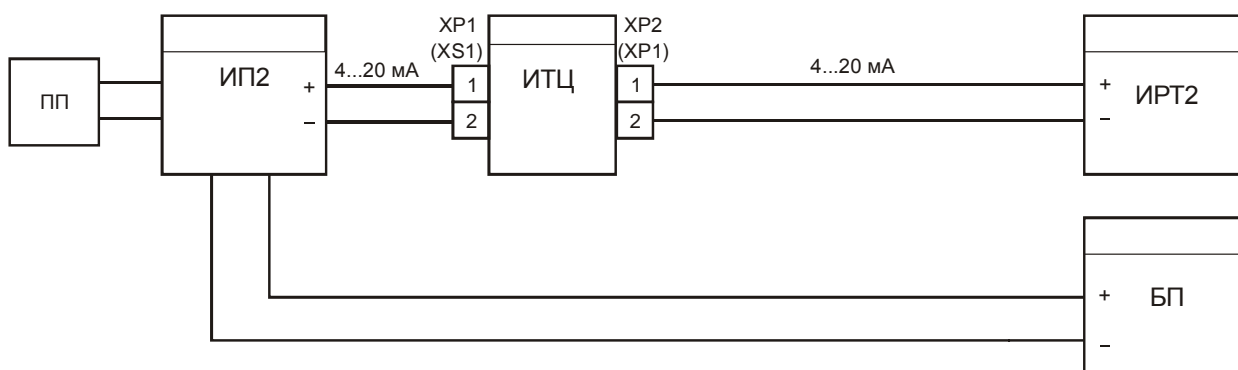 ПП
ИП2
+
−
4...20 мА
XP1
(XS1)
1
2
ИТЦ
XP2
(XP1)
1
2
4...20 мА
+
−
ИРТ2
+
−
БП